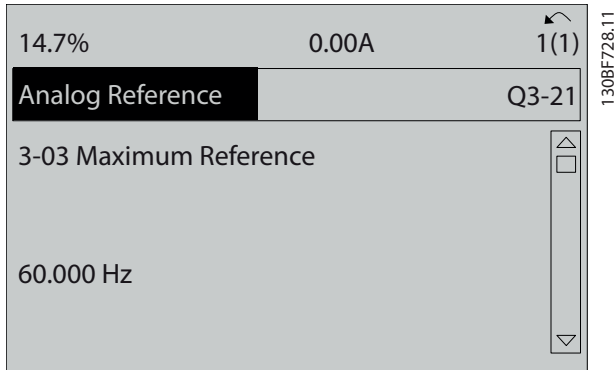 14.7% 0.00A 1(1)
Analog Reference Q3-21
3-03 Maximum Reference
60.000 Hz
130BF728.11